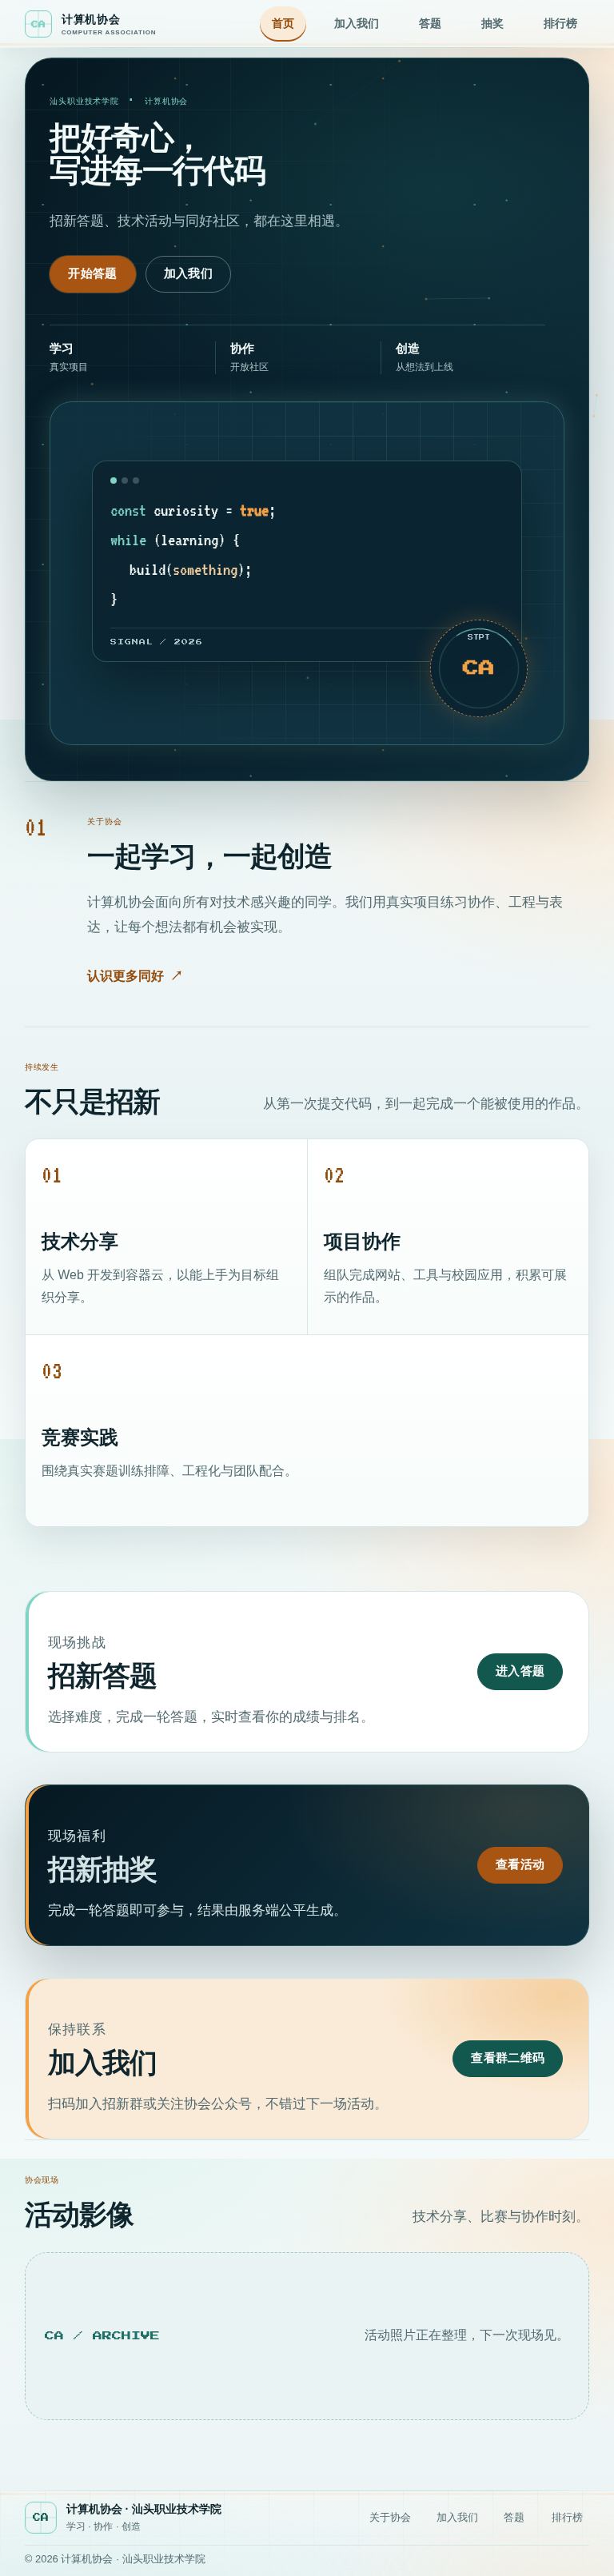 CA
计算机协会
COMPUTER ASSOCIATION
首页 加入我们 答题 抽奖 排行榜
汕头职业技术学院 • 计算机协会
把好奇心，
写进每一行代码
招新答题、技术活动与同好社区，都在这里相遇。
开始答题 加入我们
学习 协作 创造
真实项目 开放社区 从想法到上线
const curiosity = true;
while (learning) {
build(something);
}
SIGNAL / 2026
STPT
CA
01
关于协会
一起学习，一起创造
计算机协会面向所有对技术感兴趣的同学。我们用真实项目练习协作、工程与表
达，让每个想法都有机会被实现。
认识更多同好 ↗
持续发生
不只是招新
从第一次提交代码，到一起完成一个能被使用的作品。
01
技术分享
从 Web 开发到容器云，以能上手为目标组
织分享。
02
项目协作
组队完成网站、工具与校园应用，积累可展
示的作品。
03
竞赛实践
围绕真实赛题训练排障、工程化与团队配合。
现场挑战
招新答题
选择难度，完成一轮答题，实时查看你的成绩与排名。
进入答题
现场福利
招新抽奖
完成一轮答题即可参与，结果由服务端公平生成。
查看活动
保持联系
加入我们
扫码加入招新群或关注协会公众号，不错过下一场活动。
查看群二维码
协会现场
活动影像
技术分享、比赛与协作时刻。
CA / ARCHIVE
活动照片正在整理，下一次现场见。
CA
计算机协会 · 汕头职业技术学院
学习 · 协作 · 创造
关于协会 加入我们 答题 排行榜
© 2026 计算机协会 · 汕头职业技术学院